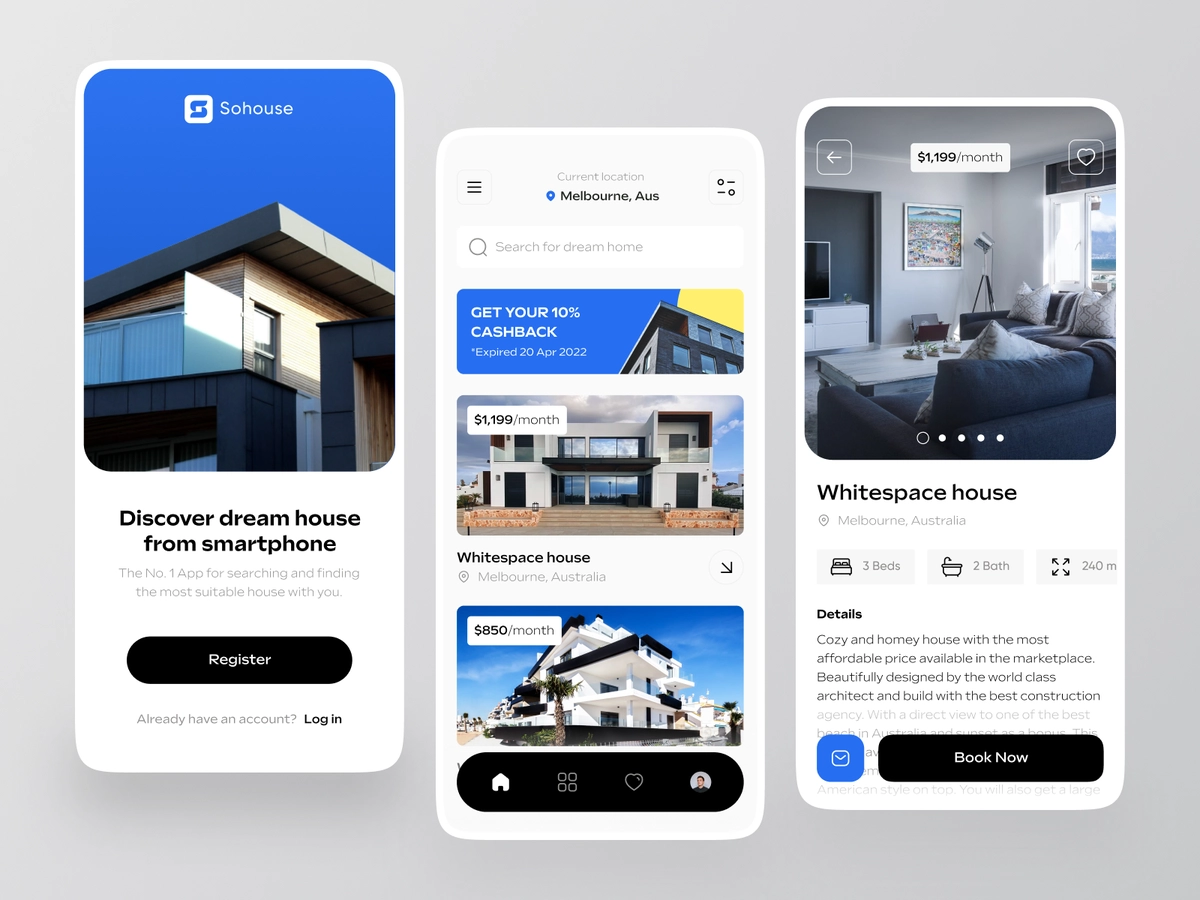 Sohouse
Discover dream house
from smartphone
The No. 1 App for searching and finding
the most suitable house with you.
Register
Already have an account? Log in
Current location
Melbourne, Aus
Search for dream home
GET YOUR 10%
CASHBACK
*Expired 20 Apr 2022
$1,199/month
Whitespace house
Melbourne, Australia
$850/month
$1,199/month
Whitespace house
Melbourne, Australia
3 Beds
2 Bath
240 m
Details
Cozy and homey house with the most
affordable price available in the marketplace.
Beautifully designed by the world class
architect and build with the best construction
agency. With a direct view to one of the best
beach in Australia and sunset as a bonus. This
Book Now
American style on top. You will also get a large